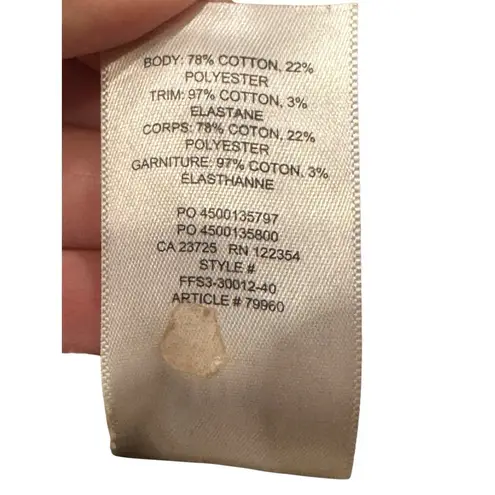 BODY: 78% COTTON, 22%
POLYESTER
TRIM: 97% COTTON, 3%
ELASTANE
CORPS: 78% COTON, 22%
POLYESTER
GARNITURE: 97% COTON, 3%
ÉLASTHANNE
PO 4500135797
PO 4500135800
CA 23725 RN 122354
STYLE #
FFS3-30012-40
ARTICLE # 79960